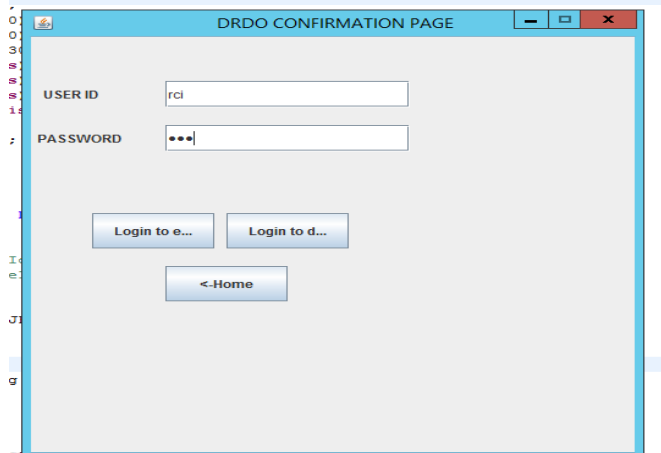 DRDO CONFIRMATION PAGE
USER ID
rci
PASSWORD
•••
Login to e...
Login to d...
<-Home